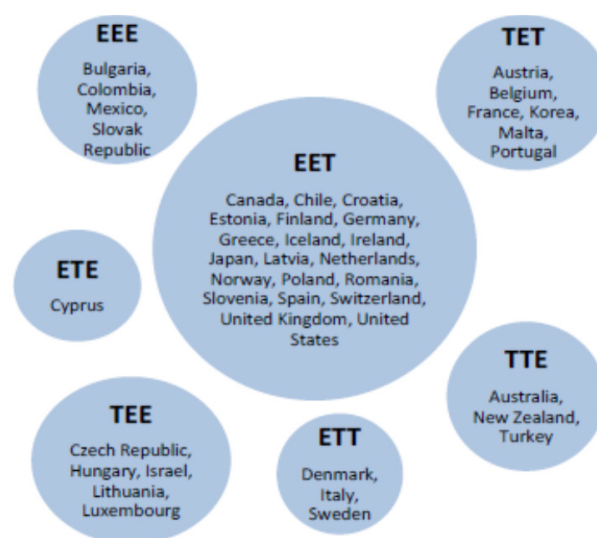 EEE
Bulgaria,
Colombia,
Mexico,
Slovak
Republic
TET
Austria,
Belgium,
France, Korea,
Malta,
Portugal
EET
Canada, Chile, Croatia,
Estonia, Finland, Germany,
Greece, Iceland, Ireland,
Japan, Latvia, Netherlands,
Norway, Poland, Romania,
Slovenia, Spain, Switzerland,
United Kingdom, United
States
ETE
Cyprus
TTE
Australia,
New Zealand,
Turkey
TEE
Czech Republic,
Hungary, Israel,
Lithuania,
Luxembourg
ETT
Denmark,
Italy,
Sweden